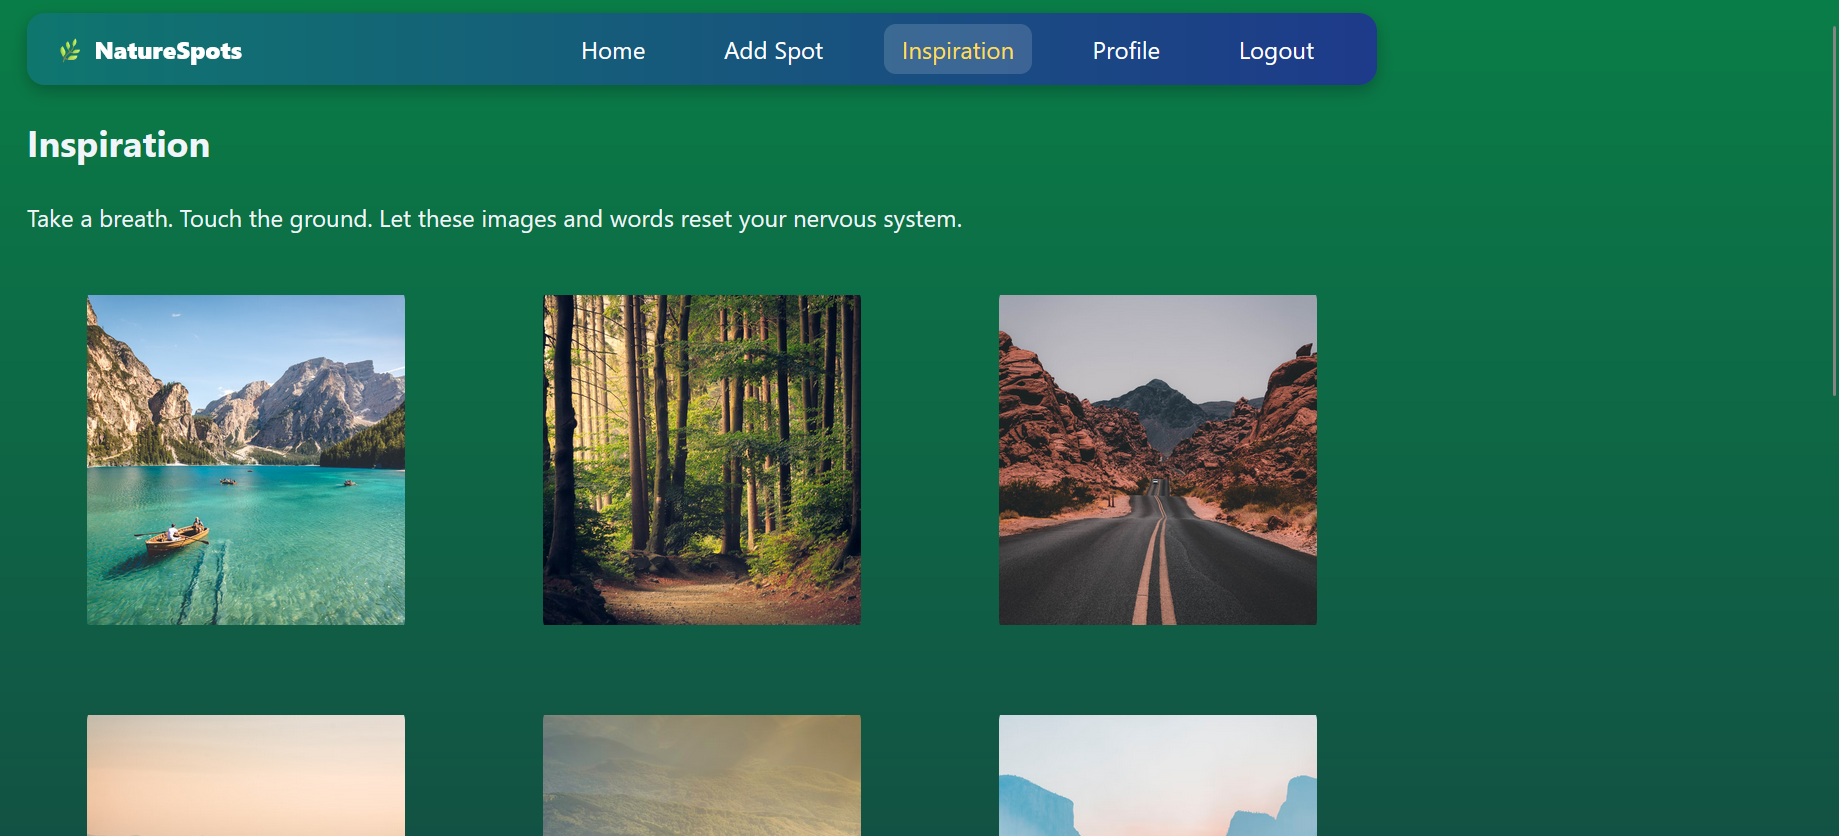 NatureSpots Home Add Spot Inspiration Profile Logout
Inspiration
Take a breath. Touch the ground. Let these images and words reset your nervous system.